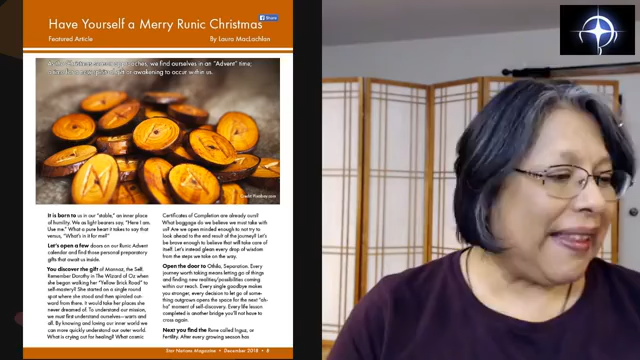 Have Yourself a Merry Runic Christmas
Share
Featured Article
By Laura MacLachlan
As the Christmas season approaches, we find ourselves in an "Advent" time;
or awakening to occur within us.
Credit Pixabay.com
It is born to us in our "stable," an inner place
of humility. We as light bearers say, "Here I am.
Use me." What a pure heart it takes to say that
versus, "What's in it for me?"
Let's open a few doors on our Runic Advent
calendar and find those personal preparatory
gifts that await us inside.
You discover the gift of Mannaz, the Self.
Remember Dorothy in The Wizard of Oz when
she began walking her "Yellow Brick Road" to
self-mastery? She started on a single round
spot where she stood and then spiraled out-
ward from there. It would take her places she
never dreamed of. To understand our mission,
we must first understand ourselves—warts and
all. By knowing and loving our inner world we
can more quickly understand our outer world.
What is crying out for healing? What cosmic
Certificates of Completion are already ours?
What baggage do we believe we must take with
us? Are we open minded enough to not try to
look ahead to the end result of the journey? Let's
be brave enough to believe that will take care of
itself. Let's instead glean every drop of wisdom
from the steps we take on the way.
Open the door to Othila, Separation. Every
journey worth taking means letting go of things
and finding new realities/possibilities coming
within our reach. Every single goodbye makes
you stronger; every decision to let go of some-
thing outgrown opens the space for the next "ah-
ha" moment of self-discovery. Every life lesson
completed is another bridge you'll not have to
cross again.
Next you find the Rune called Inguz, or
Fertility. After every growing season has
Star Nations Magazine • December 2018 • 8